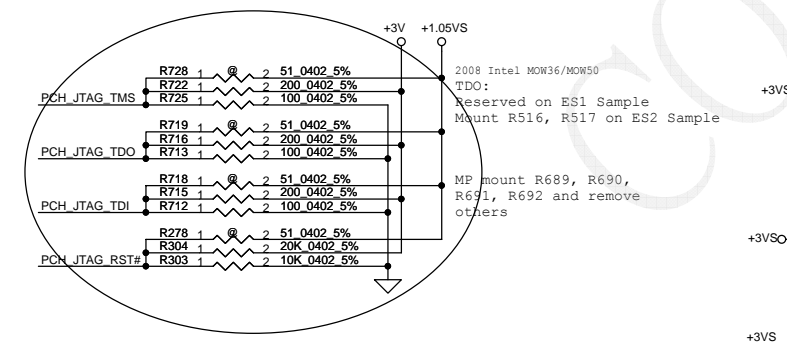 +3V +1.05VS
R728 1 @ 2 51_0402_5%
R722 1 2 200_0402_5%
PCH_JTAG_TMS R725 1 2 100_0402_5%
R719 1 @ 2 51_0402_5%
R716 1 2 200_0402_5%
PCH_JTAG_TDO R713 1 2 100_0402_5%
R718 1 @ 2 51_0402_5%
R715 1 2 200_0402_5%
PCH_JTAG_TDI R712 1 2 100_0402_5%
R278 1 @ 2 51_0402_5%
R304 1 2 20K_0402_5%
PCH_JTAG_RST# R303 1 2 10K_0402_5%
2008 Intel MOW36/MOW50
TDO:
Reserved on ES1 Sample
Mount R516, R517 on ES2 Sample
MP mount R689, R690,
R691, R692 and remove
others
+3VS
+3VS
+3VS